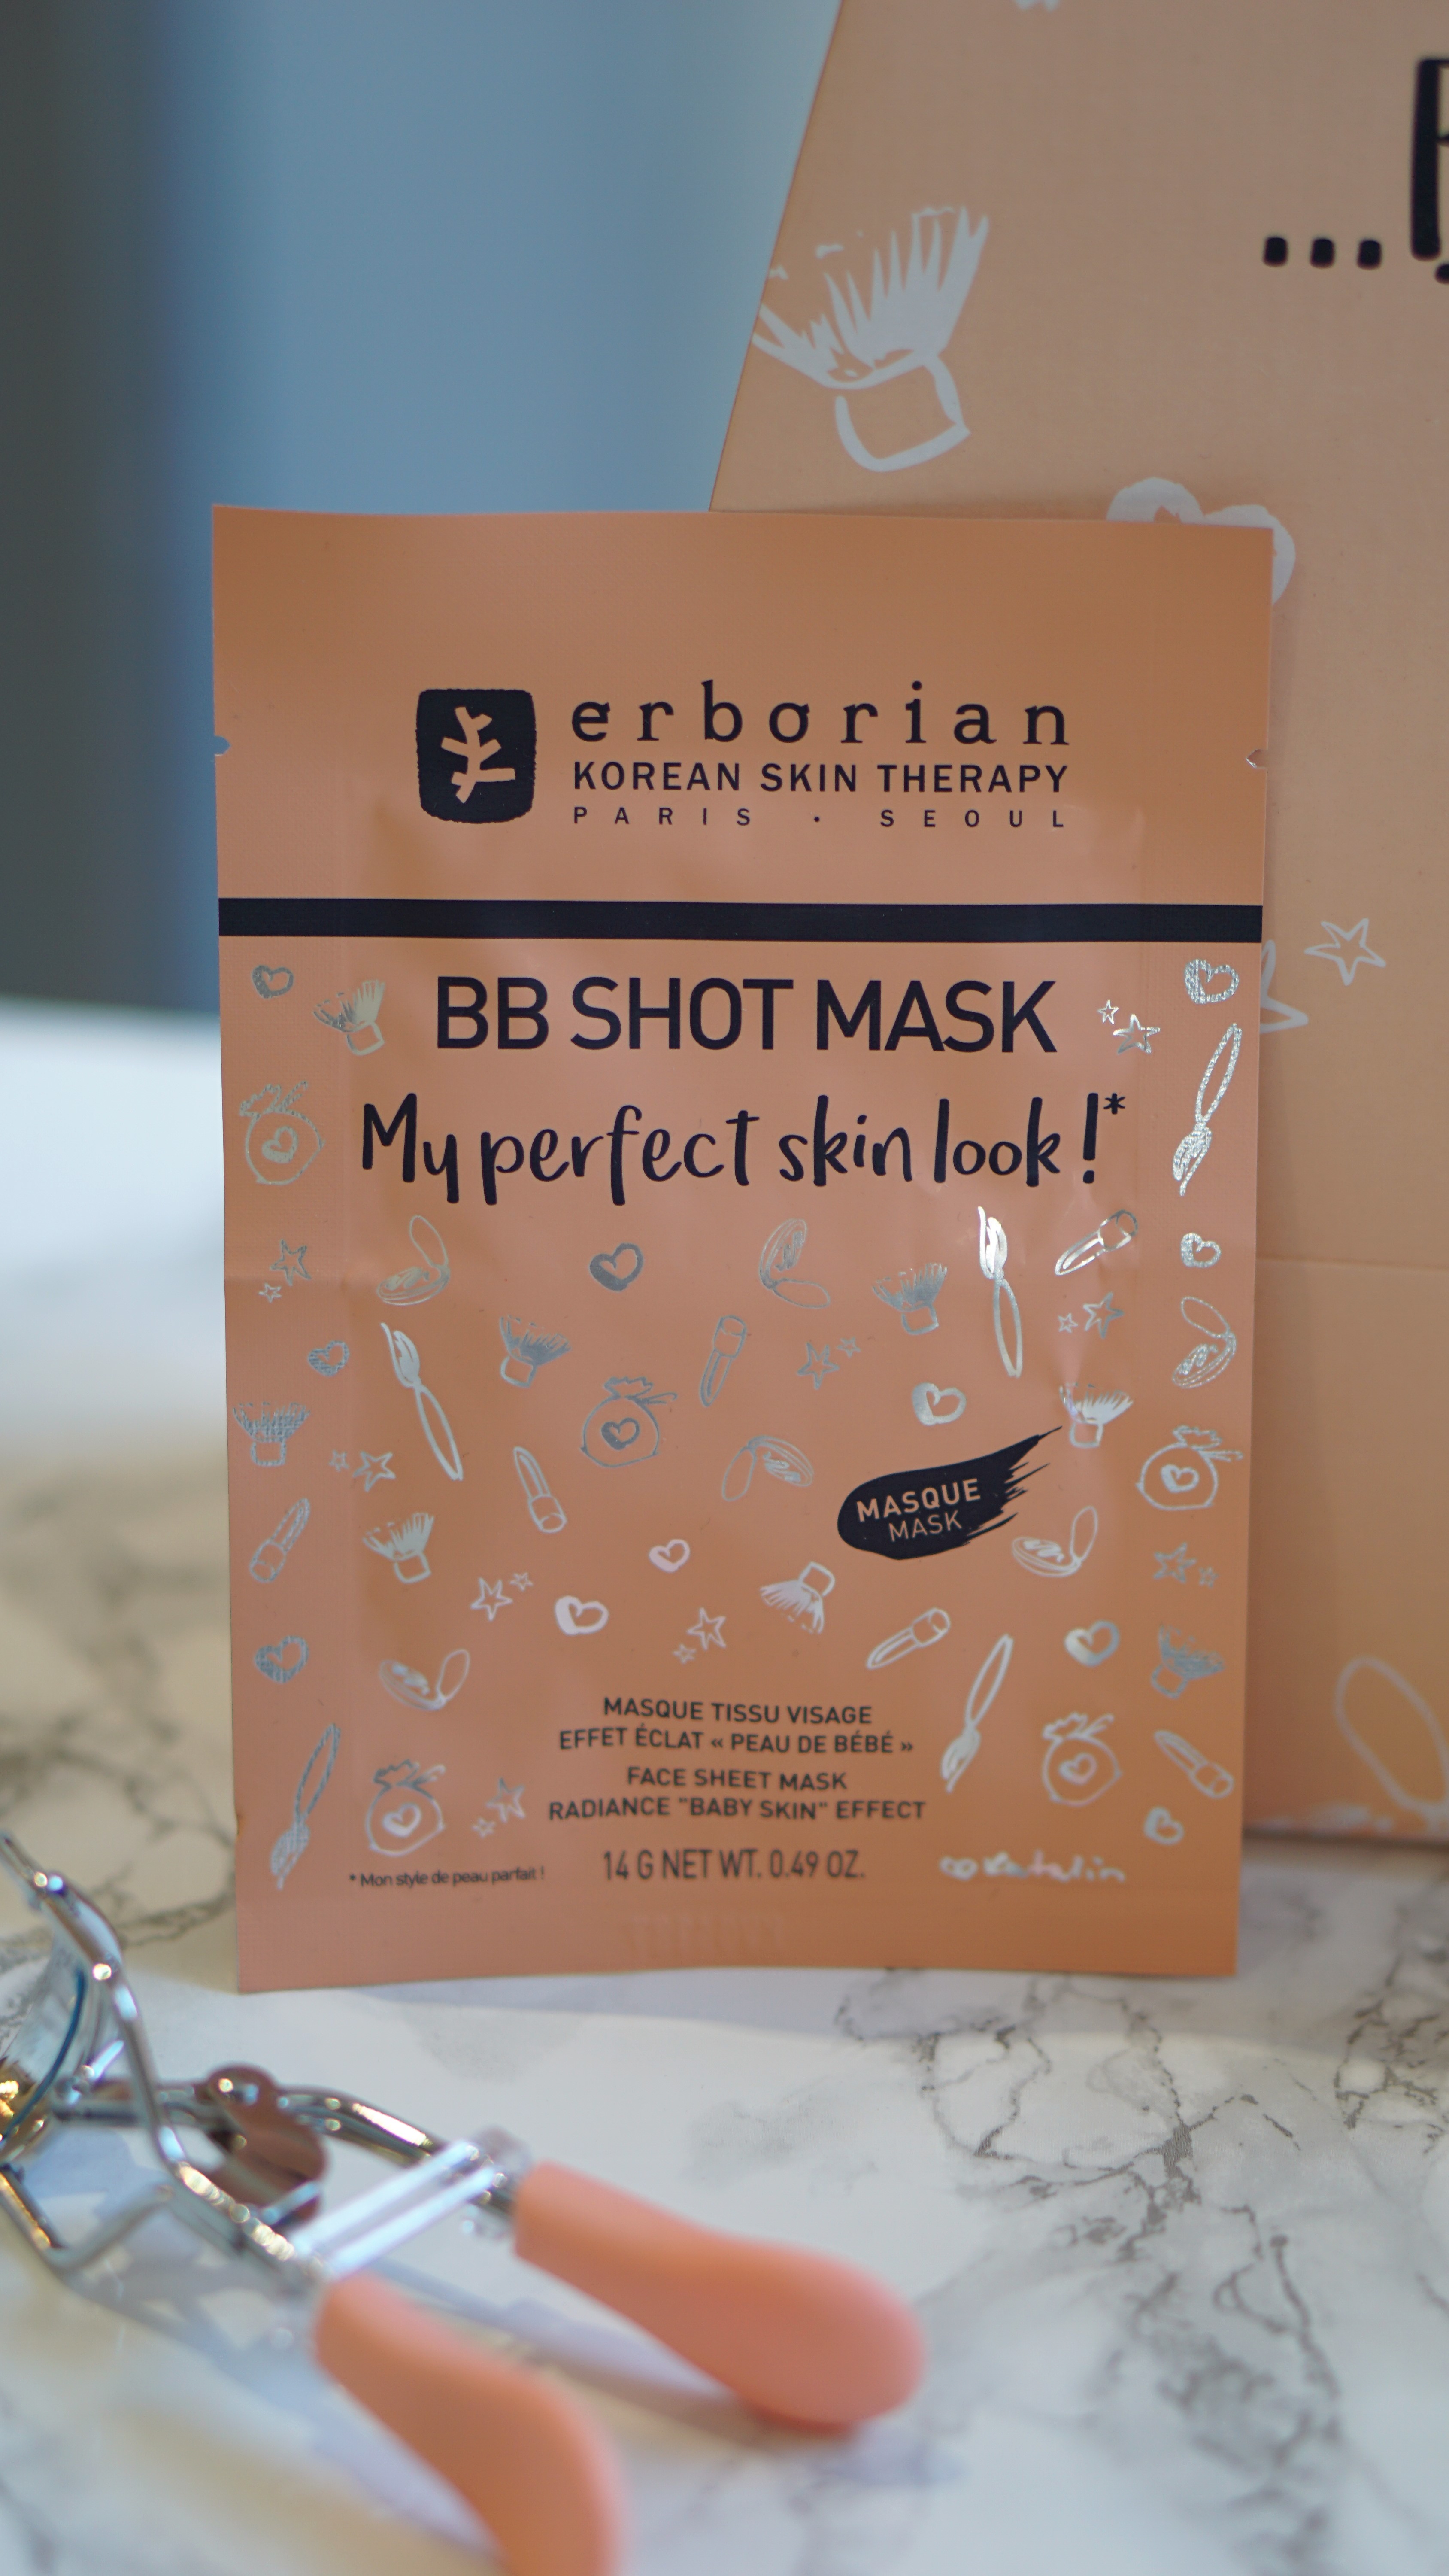 erborian
KOREAN SKIN THERAPY
PARIS · SEOUL
BB SHOT MASK
My perfect skin look !*
MASQUE
MASK
MASQUE TISSU VISAGE
EFFET ÉCLAT « PEAU DE BÉBÉ »
FACE SHEET MASK
RADIANCE "BABY SKIN" EFFECT
* Mon style de peau parfait !
14 G NET WT. 0.49 OZ.